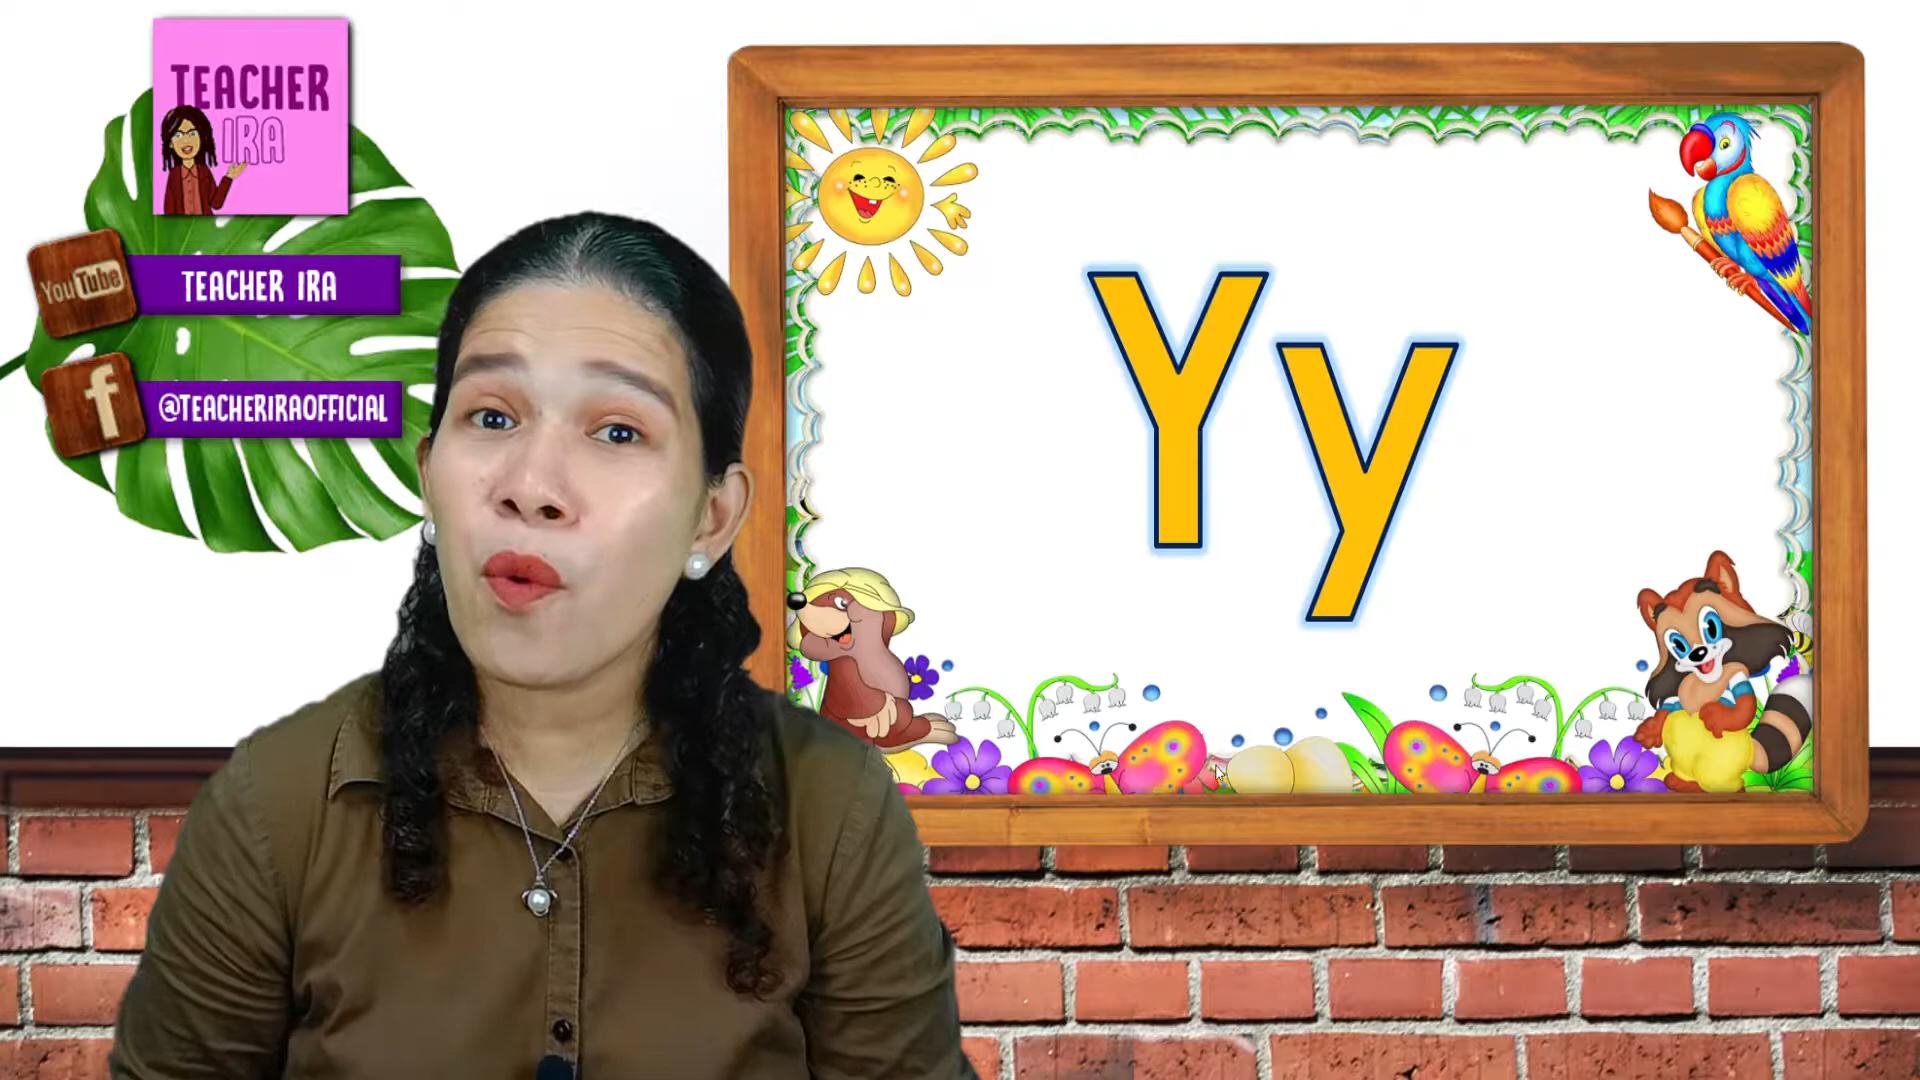 TEACHER
IRA
YouTube
TEACHER IRA
f
@TEACHERIRAOFFICIAL
Yy